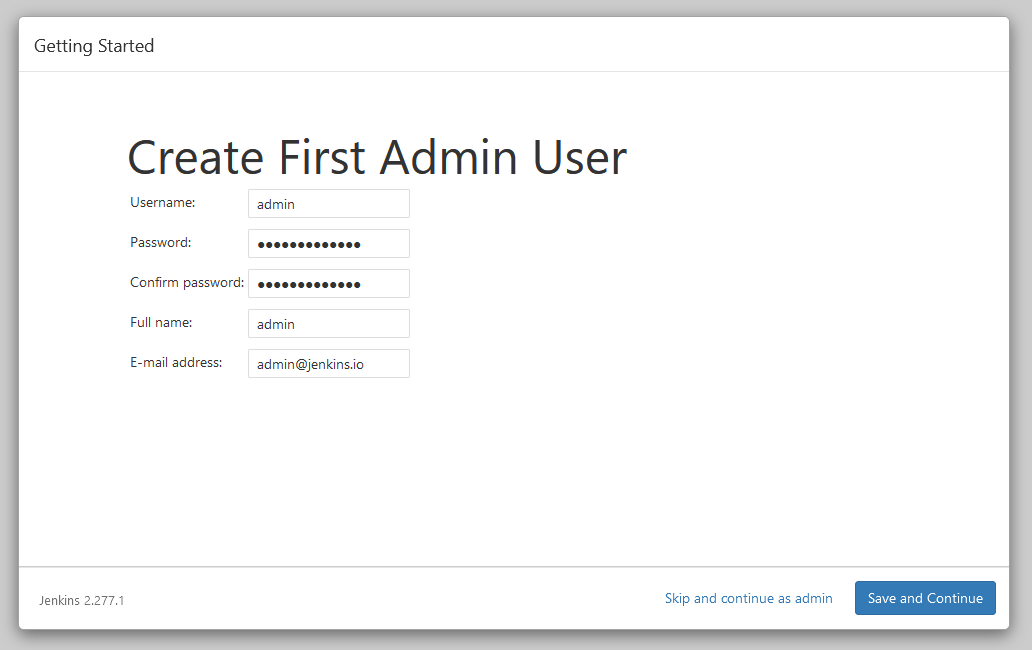 Getting Started
Create First Admin User
Username: admin
Password: •••••••••••••
Confirm password: •••••••••••••
Full name: admin
E-mail address: admin@jenkins.io
Jenkins 2.277.1 Skip and continue as admin Save and Continue